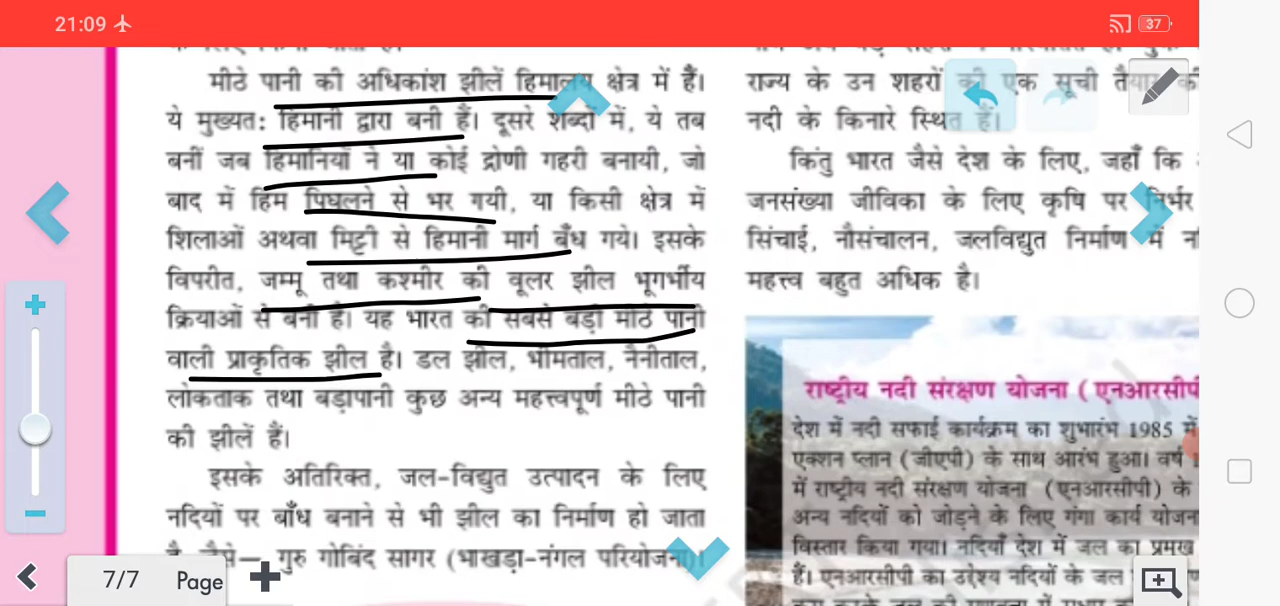 21:09
37
मीठे पानी की अधिकांश झीलें हिमालय क्षेत्र में हैं।
ये मुख्यत: हिमानी द्वारा बनी हैं। दूसरे शब्दों में, ये तब
बनीं जब हिमानियों ने या कोई द्रोणी गहरी बनायी, जो
बाद में हिम पिघलने से भर गयी, या किसी क्षेत्र में
शिलाओं अथवा मिट्टी से हिमानी मार्ग बँध गये। इसके
विपरीत, जम्मू तथा कश्मीर की वूलर झील भूगर्भीय
क्रियाओं से बनी है। यह भारत की सबसे बड़ी मीठे पानी
वाली प्राकृतिक झील है। डल झील, भीमताल, नैनीताल,
लोकताक तथा बड़ापानी कुछ अन्य महत्त्वपूर्ण मीठे पानी
की झीलें हैं।
इसके अतिरिक्त, जल-विद्युत उत्पादन के लिए
नदियों पर बाँध बनाने से भी झील का निर्माण हो जाता
है, जैसे— गुरु गोबिंद सागर (भाखड़ा-नंगल परियोजना)।
राज्य के उन शहरों की एक सूची तैयार की
नदी के किनारे स्थित हैं।
किंतु भारत जैसे देश के लिए, जहाँ कि
जनसंख्या जीविका के लिए कृषि पर निर्भर
सिंचाई, नौसंचालन, जलविद्युत निर्माण में
महत्त्व बहुत अधिक है।
राष्ट्रीय नदी संरक्षण योजना (एनआरसीपी
देश में नदी सफाई कार्यक्रम का शुभारंभ 1985 में
एक्शन प्लान (जीएपी) के साथ आरंभ हुआ। वर्ष
में राष्ट्रीय नदी संरक्षण योजना (एनआरसीपी) के
अन्य नदियों को जोड़ने के लिए गंगा कार्य योजना
विस्तार किया गया। नदियाँ देश में जल का प्रमुख
हैं। एनआरसीपी का उद्देश्य नदियों के जल
7/7 Page